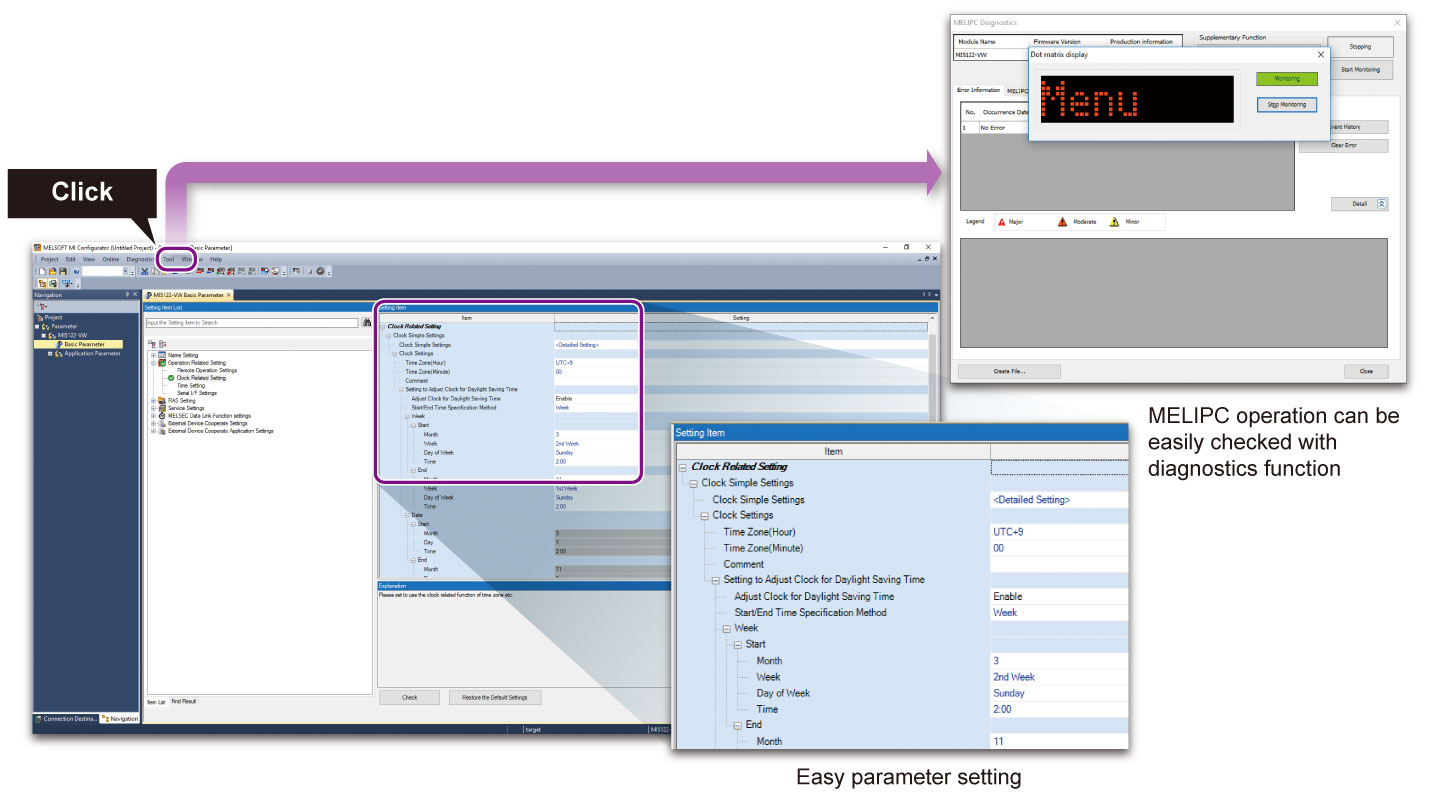 MELIPC Diagnostics
Module Name Firmware Version Production information Supplementary Function
MI5122-VW
Stopping
Start Monitoring
Dot matrix display
Menu
Monitoring
Stop Monitoring
Error Information MELIPC
No. Occurrence Date
1 No Error
Event History
Clear Error
Detail
Legend Major Moderate Minor
Create File...
Close
MELIPC operation can be
easily checked with
diagnostics function
Click
MELSOFT MI Configurator (Untitled Project) - Basic Parameter]
Project Edit View Online Diagnostics Tool Window Help
Navigation
Project
Parameter
MI5122-VW
Basic Parameter
Application Parameter
Connection Destina... Navigation
MI5122-VW Basic Parameter
Setting Item List
Input the Setting Item to Search
Name Setting
Operation Related Setting
Remote Operation Settings
Clock Related Setting
Time Setting
Serial I/F Settings
RAS Setting
Service Settings
MELSEC Data Link Function settings
External Device Cooperate Settings
External Device Cooperate Application Settings
Item List Find Result
Setting Item
Item Setting
Clock Related Setting
Clock Simple Settings
Clock Simple Settings <Detailed Setting>
Clock Settings
Time Zone(Hour) UTC+9
Time Zone(Minute) 00
Comment
Setting to Adjust Clock for Daylight Saving Time
Adjust Clock for Daylight Saving Time Enable
Start/End Time Specification Method Week
Week
Start
Month 3
Week 2nd Week
Day of Week Sunday
Time 2:00
End
Month 11
Week 1st Week
Day of Week Sunday
Time 2:00
Date
Start
Month 3
Day 1
Time 2:00
End
Month 11
Explanation
Please set to use the clock related function of time zone etc.
Check Restore the Default Settings
target MI5122-
Setting Item
Item
Clock Related Setting
Clock Simple Settings
Clock Simple Settings <Detailed Setting>
Clock Settings
Time Zone(Hour) UTC+9
Time Zone(Minute) 00
Comment
Setting to Adjust Clock for Daylight Saving Time
Adjust Clock for Daylight Saving Time Enable
Start/End Time Specification Method Week
Week
Start
Month 3
Week 2nd Week
Day of Week Sunday
Time 2:00
End
Month 11
Easy parameter setting